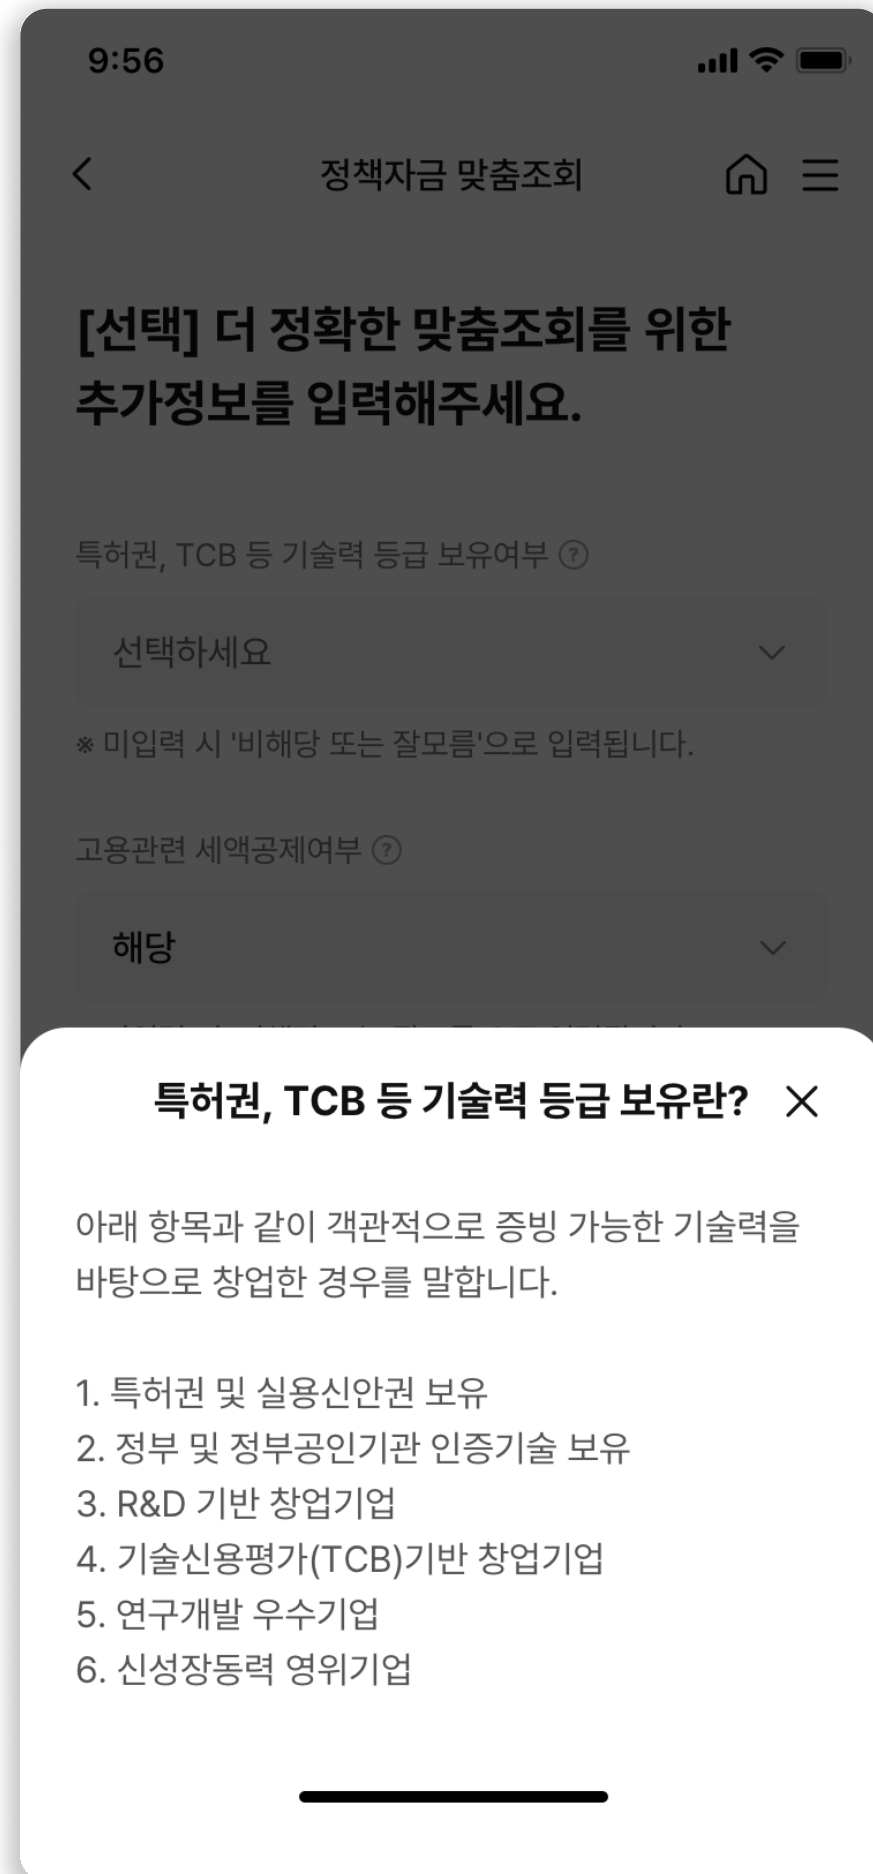 9:56
정책자금 맞춤조회
[선택] 더 정확한 맞춤조회를 위한
추가정보를 입력해주세요.
특허권, TCB 등 기술력 등급 보유여부 ?
선택하세요
※ 미입력 시 '비해당 또는 잘모름'으로 입력됩니다.
고용관련 세액공제여부 ?
해당
특허권, TCB 등 기술력 등급 보유란?
아래 항목과 같이 객관적으로 증빙 가능한 기술력을
바탕으로 창업한 경우를 말합니다.
1. 특허권 및 실용신안권 보유
2. 정부 및 정부공인기관 인증기술 보유
3. R&D 기반 창업기업
4. 기술신용평가(TCB)기반 창업기업
5. 연구개발 우수기업
6. 신성장동력 영위기업